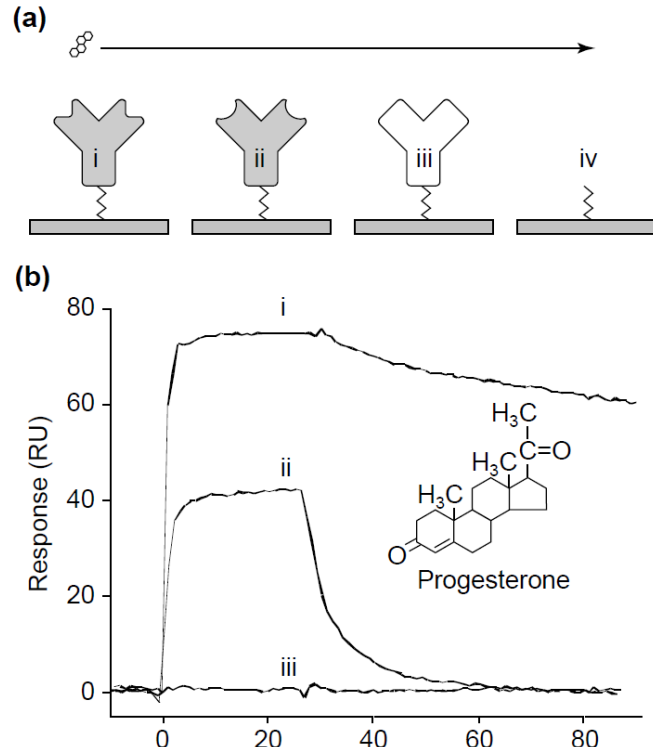 (a)
i ii iii iv
(b)
80
i
60
H₃C
C=O
H₃C
ii
40
H₃C
Response (RU)
O
Progesterone
20
iii
0
0 20 40 60 80